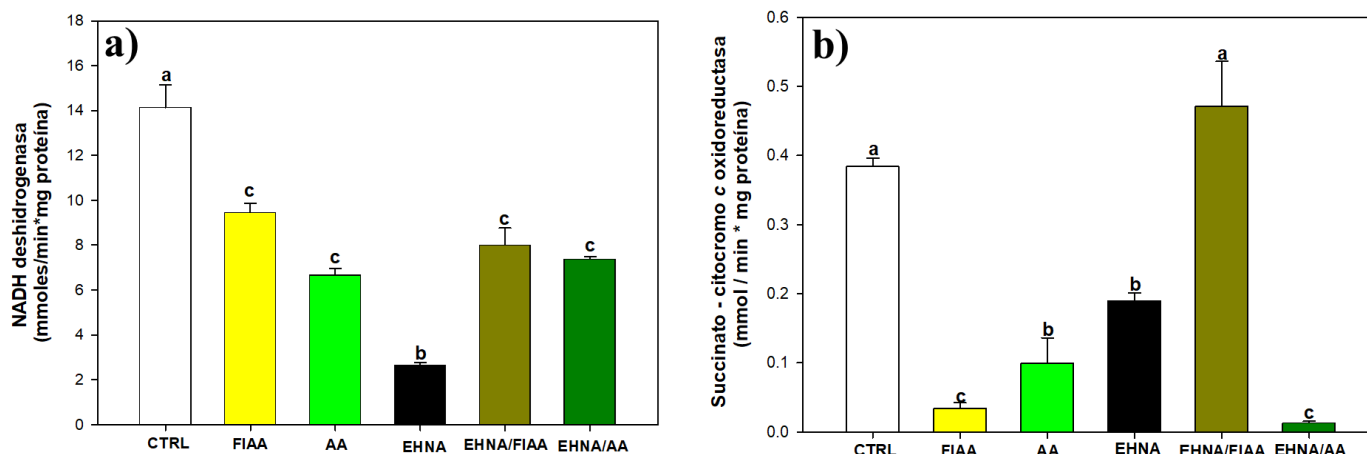 a)
NADH deshidrogenasa
(mmoles/min*mg proteína)
18
16
14
12
10
8
6
4
2
0
a
c
c
b
c
c
CTRL FIAA AA EHNA EHNA/FIAA EHNA/AA
b)
Succinato - citocromo c oxidoreductasa
(mmol / min * mg proteína)
0.6
0.5
0.4
0.3
0.2
0.1
0.0
a
c
b
b
a
c
CTRL FIAA AA EHNA EHNA/FIAA EHNA/AA